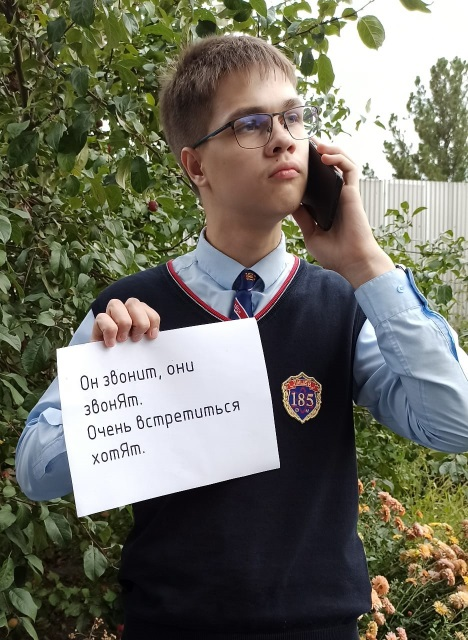 Он звонит, они
звонЯт.
Очень встретиться
хотЯт.
185